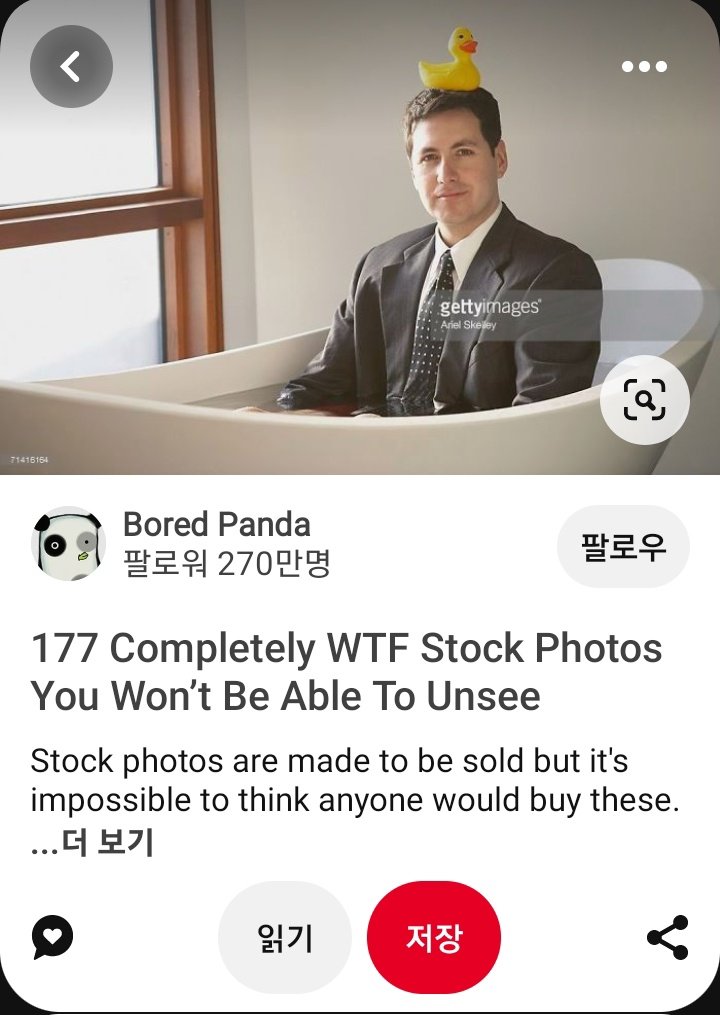 gettyimages®
Ariel Skelley
71416164
Bored Panda
팔로워 270만명
팔로우
177 Completely WTF Stock Photos
You Won’t Be Able To Unsee
Stock photos are made to be sold but it's
impossible to think anyone would buy these.
...더 보기
읽기
저장